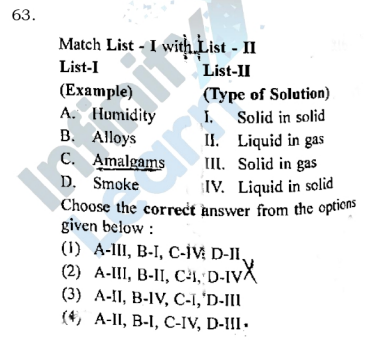 63.
Match List - I with List - II
List-I List-II
(Example) (Type of Solution)
A. Humidity I. Solid in solid
B. Alloys II. Liquid in gas
C. Amalgams III. Solid in gas
D. Smoke IV. Liquid in solid
Choose the correct answer from the options
given below :
(1) A-III, B-I, C-IV, D-II
(2) A-III, B-II, C-I, D-IV
(3) A-II, B-IV, C-I, D-III
(4) A-II, B-I, C-IV, D-III.
Infinity
Learn